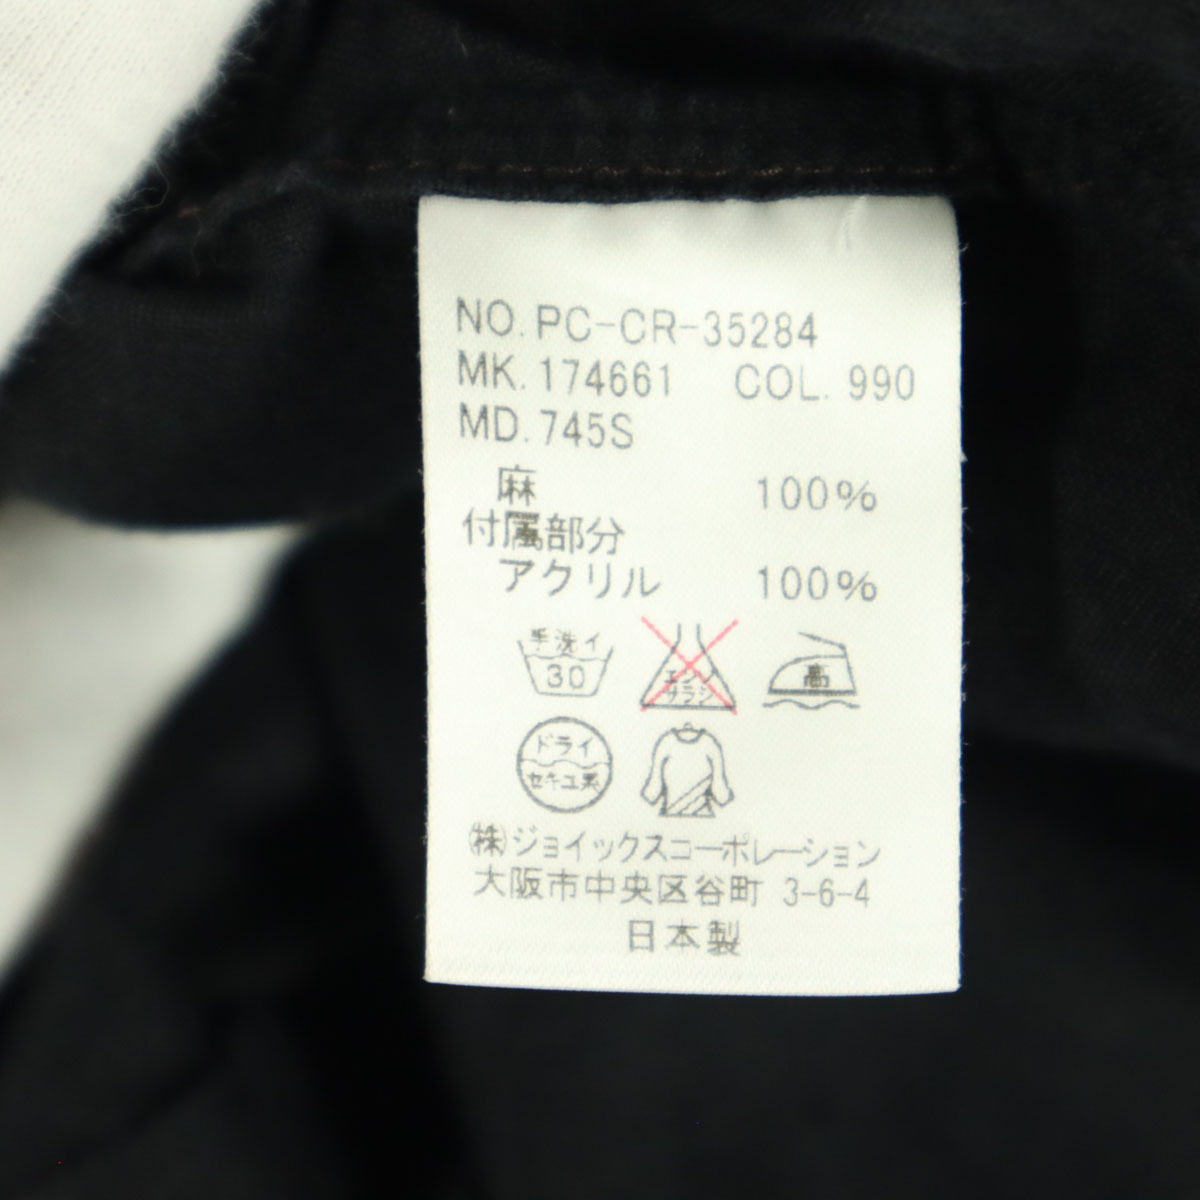 NO. PC-CR-35284
MK. 174661 COL. 990
MD. 745S
麻 100%
付属部分
アクリル 100%
手洗イ
30
エンソ
サラシ
高
ドライ
セキユ系
㈱ジョイックスコーポレーション
大阪市中央区谷町 3-6-4
日本製